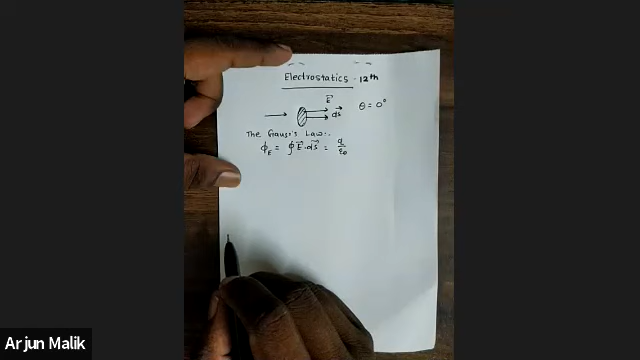 Electrostatics - 12th
E⃗
ds⃗
θ = 0°
The Gauss's Law:-
ϕE = ∮ E⃗ . ds⃗ = q/ε0
Arjun Malik